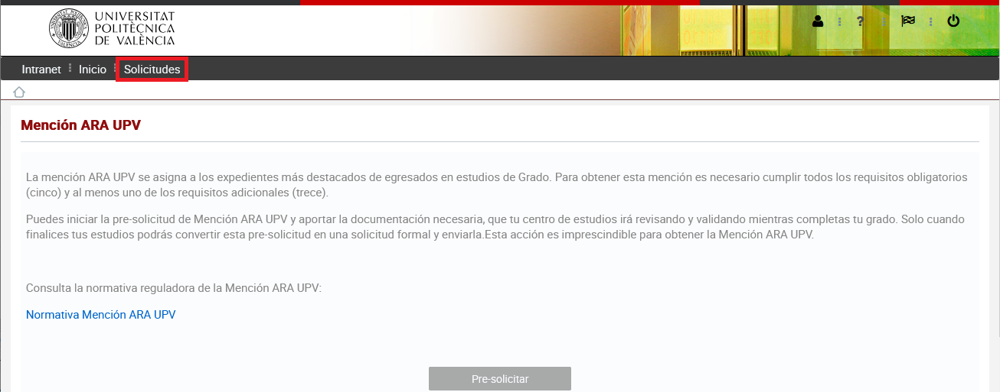 UNIVERSITAT
POLITÈCNICA
DE VALÈNCIA
?
Intranet Inicio Solicitudes
Mención ARA UPV
La mención ARA UPV se asigna a los expedientes más destacados de egresados en estudios de Grado. Para obtener esta mención es necesario cumplir todos los requisitos obligatorios
(cinco) y al menos uno de los requisitos adicionales (trece).
Puedes iniciar la pre-solicitud de Mención ARA UPV y aportar la documentación necesaria, que tu centro de estudios irá revisando y validando mientras completas tu grado. Solo cuando
finalices tus estudios podrás convertir esta pre-solicitud en una solicitud formal y enviarla.Esta acción es imprescindible para obtener la Mención ARA UPV.
Consulta la normativa reguladora de la Mención ARA UPV:
Normativa Mención ARA UPV
Pre-solicitar